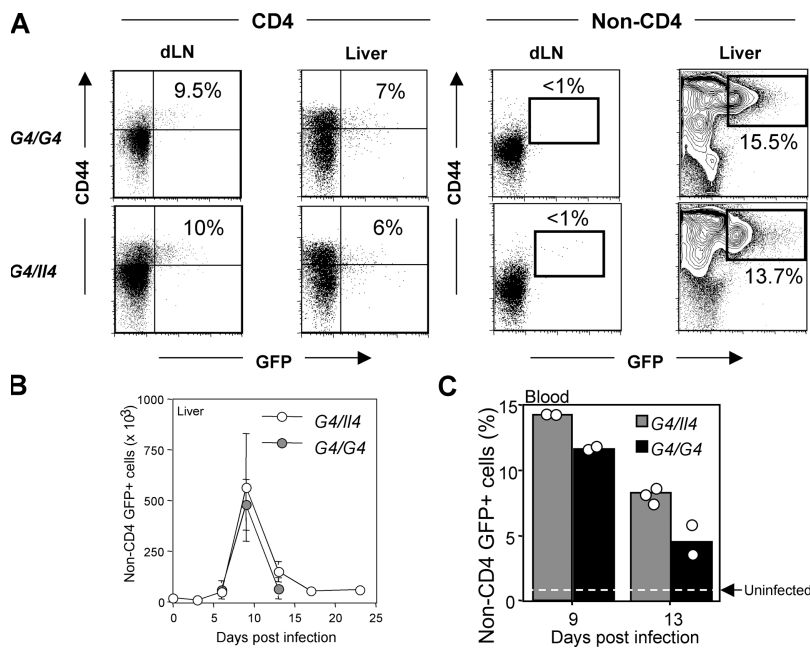 A
CD4
Non-CD4
dLN
Liver
dLN
Liver
G4/G4
CD44
9.5%
7%
CD44
<1%
15.5%
G4/Il4
10%
6%
<1%
13.7%
GFP
GFP
B
Non-CD4 GFP+ cells (x 10³)
1000
750
500
250
0
Liver
G4/Il4
G4/G4
0
5
10
15
20
25
Days post infection
C
Non-CD4 GFP+ cells (%)
15
10
5
0
Blood
G4/Il4
G4/G4
Uninfected
9
13
Days post infection